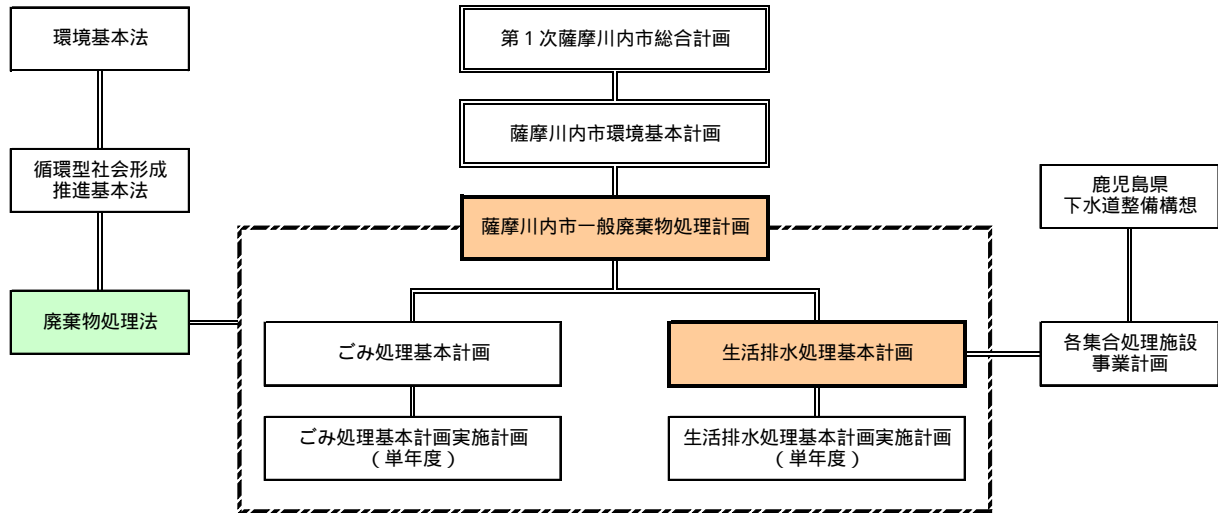 環境基本法
第1次薩摩川内市総合計画
薩摩川内市環境基本計画
循環型社会形成
推進基本法
鹿児島県
下水道整備構想
薩摩川内市一般廃棄物処理計画
廃棄物処理法
ごみ処理基本計画
生活排水処理基本計画
各集合処理施設
事業計画
ごみ処理基本計画実施計画
（単年度）
生活排水処理基本計画実施計画
（単年度）